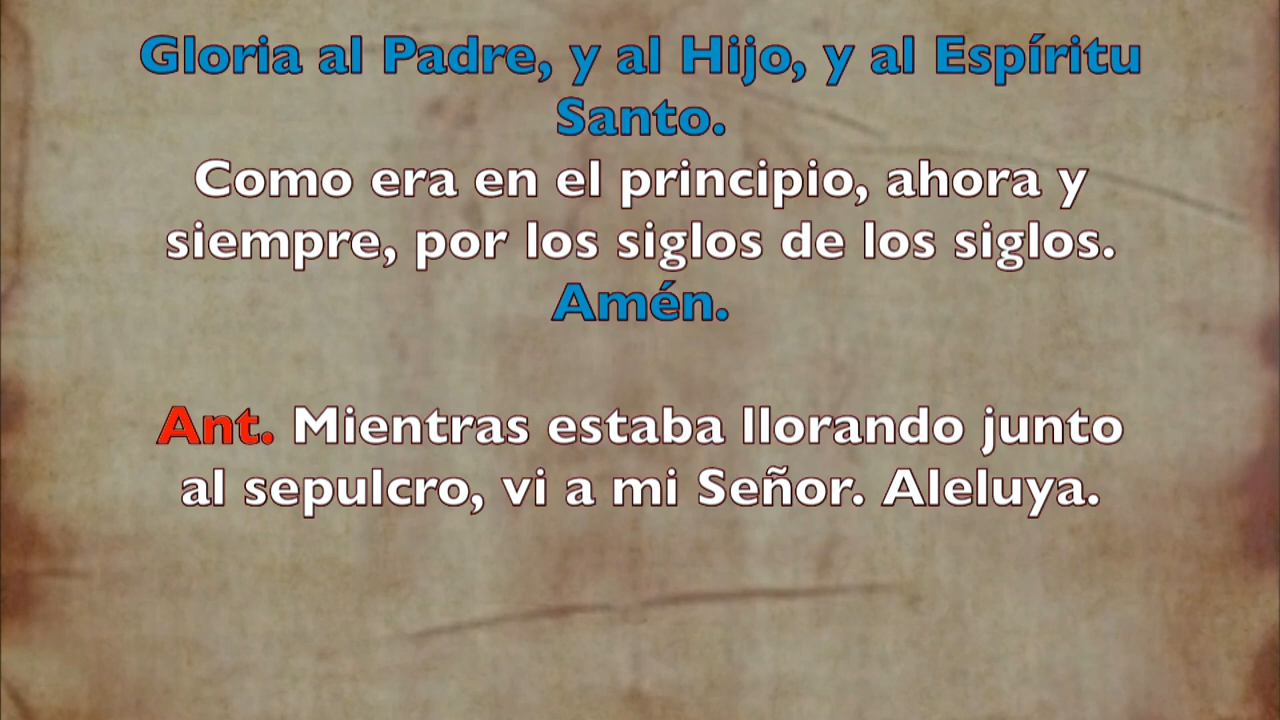 Gloria al Padre, y al Hijo, y al Espíritu
Santo.
Como era en el principio, ahora y
siempre, por los siglos de los siglos.
Amén.
Ant. Mientras estaba llorando junto
al sepulcro, vi a mi Señor. Aleluya.